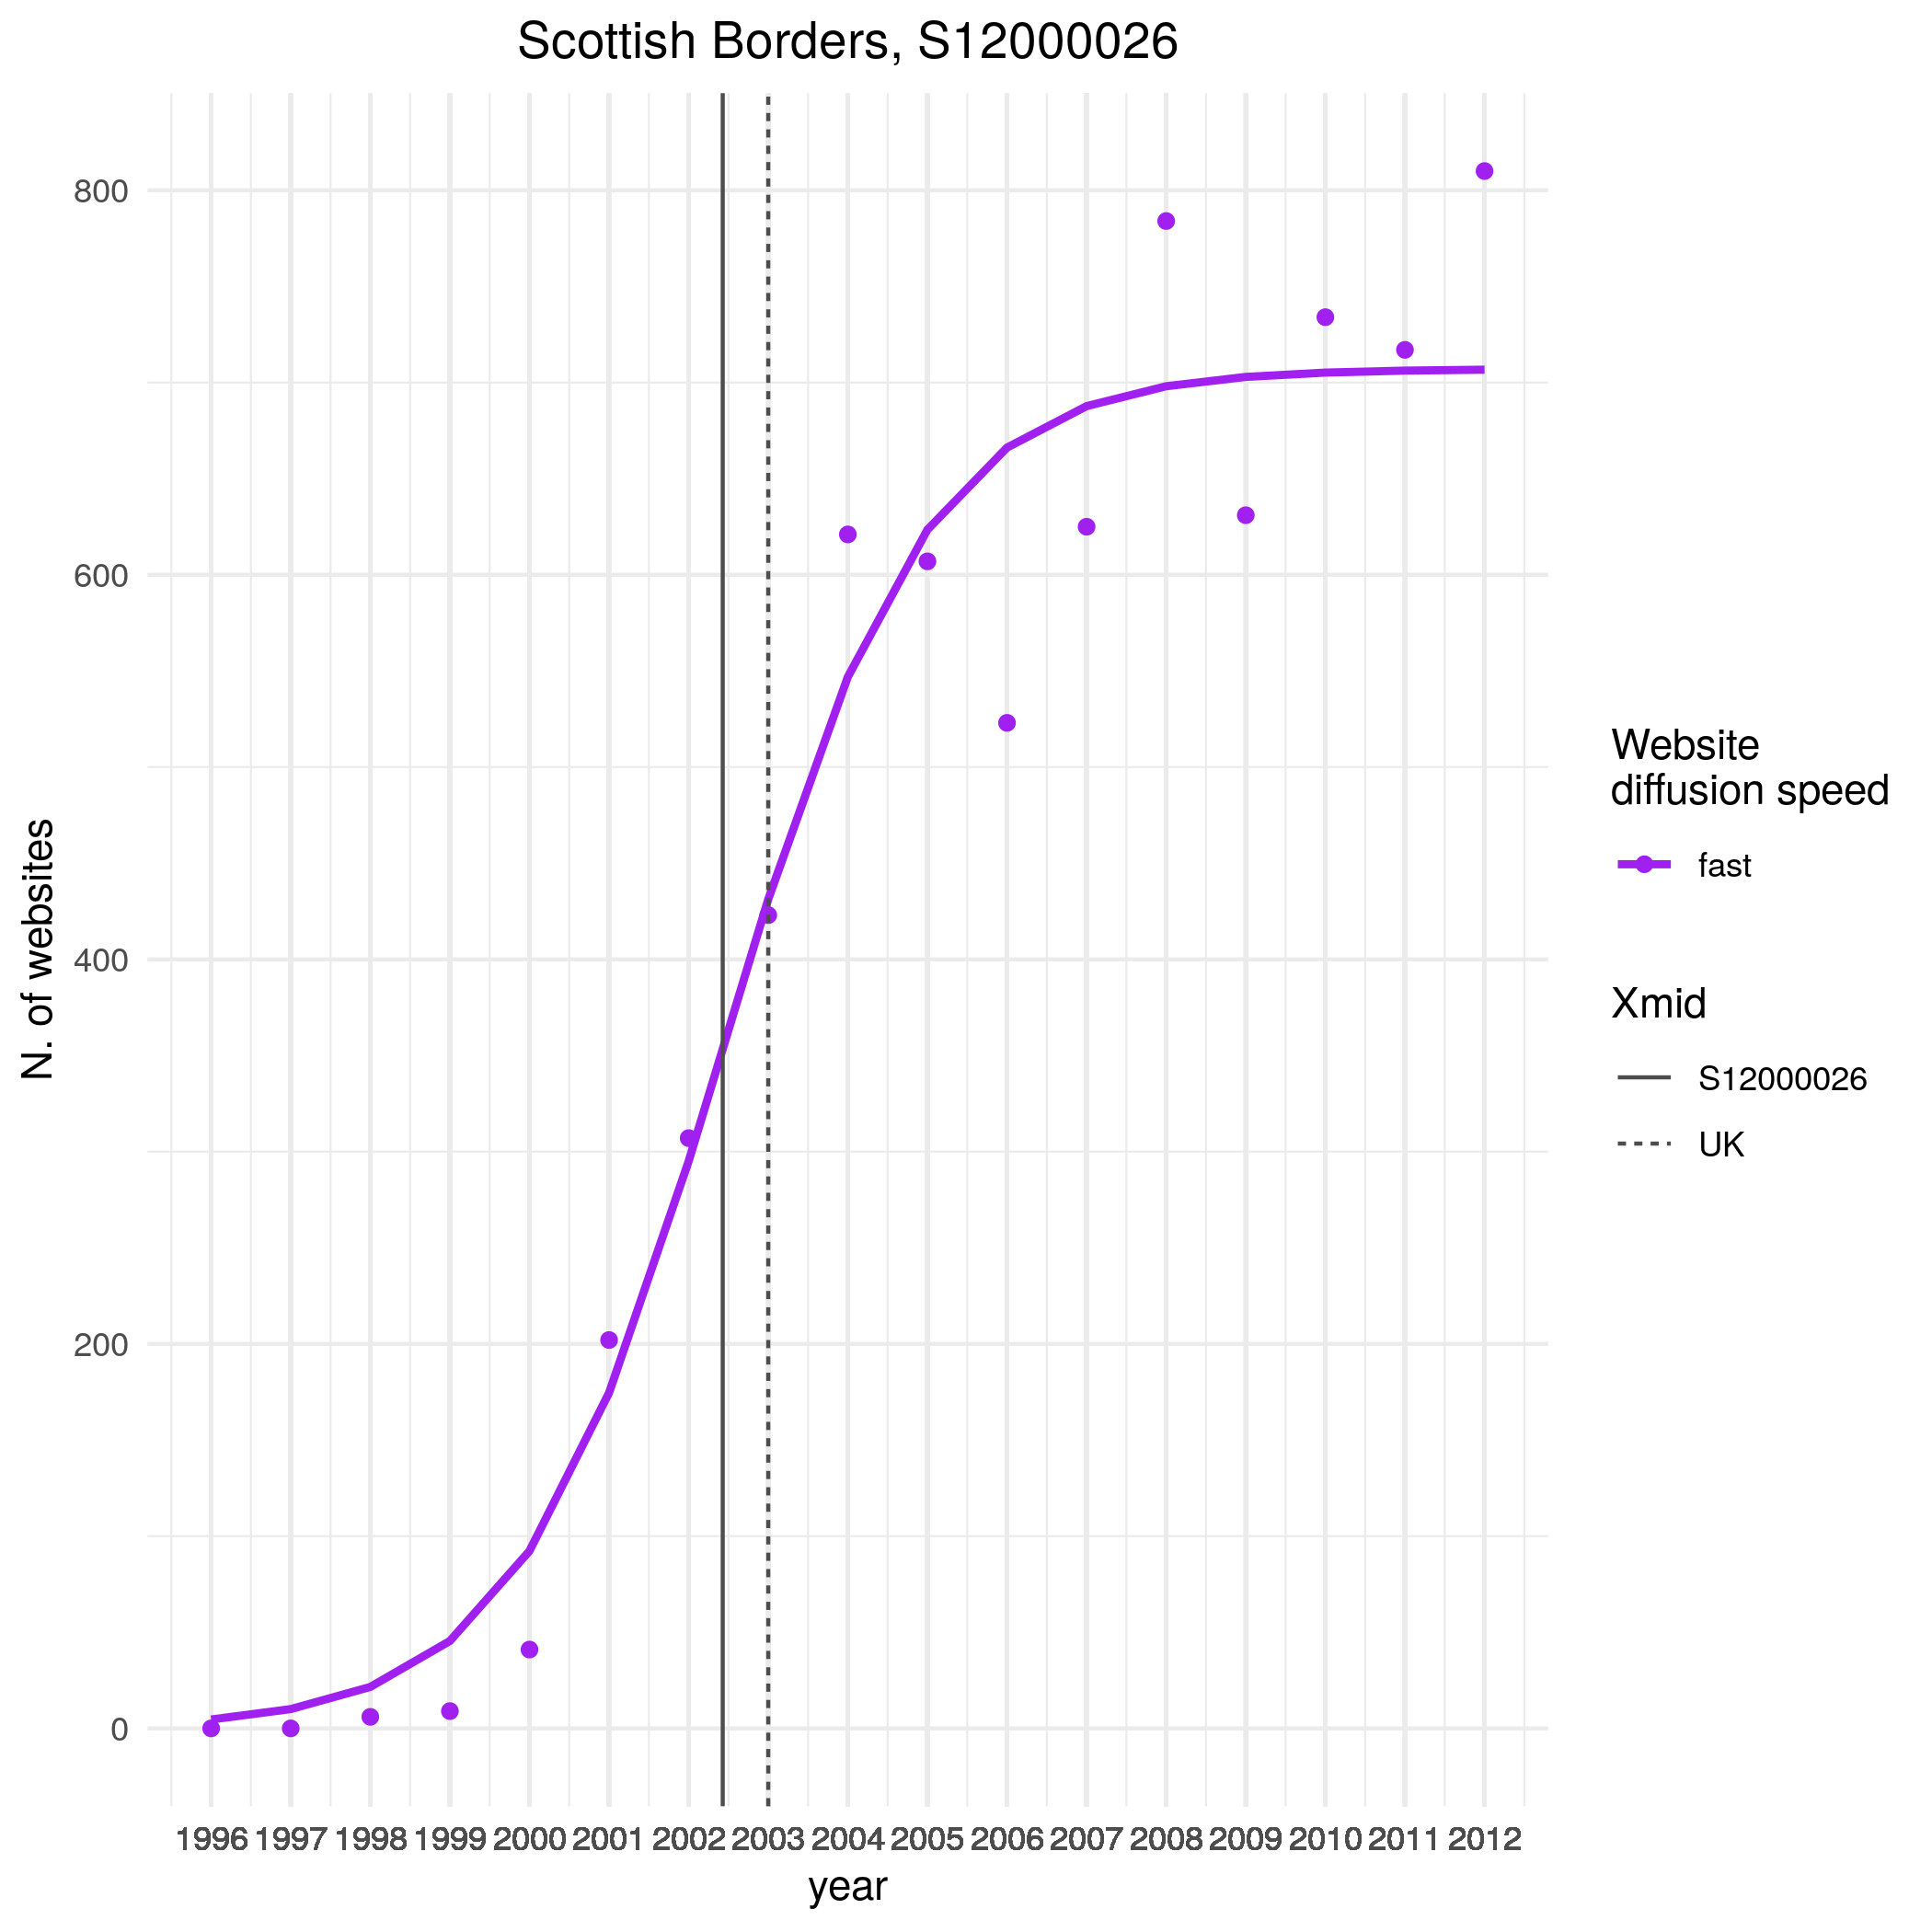 Scottish Borders, S12000026
N. of websites
800
600
400
200
0
1996 1997 1998 1999 2000 2001 2002 2003 2004 2005 2006 2007 2008 2009 2010 2011 2012
year
Website
diffusion speed
fast
Xmid
S12000026
UK